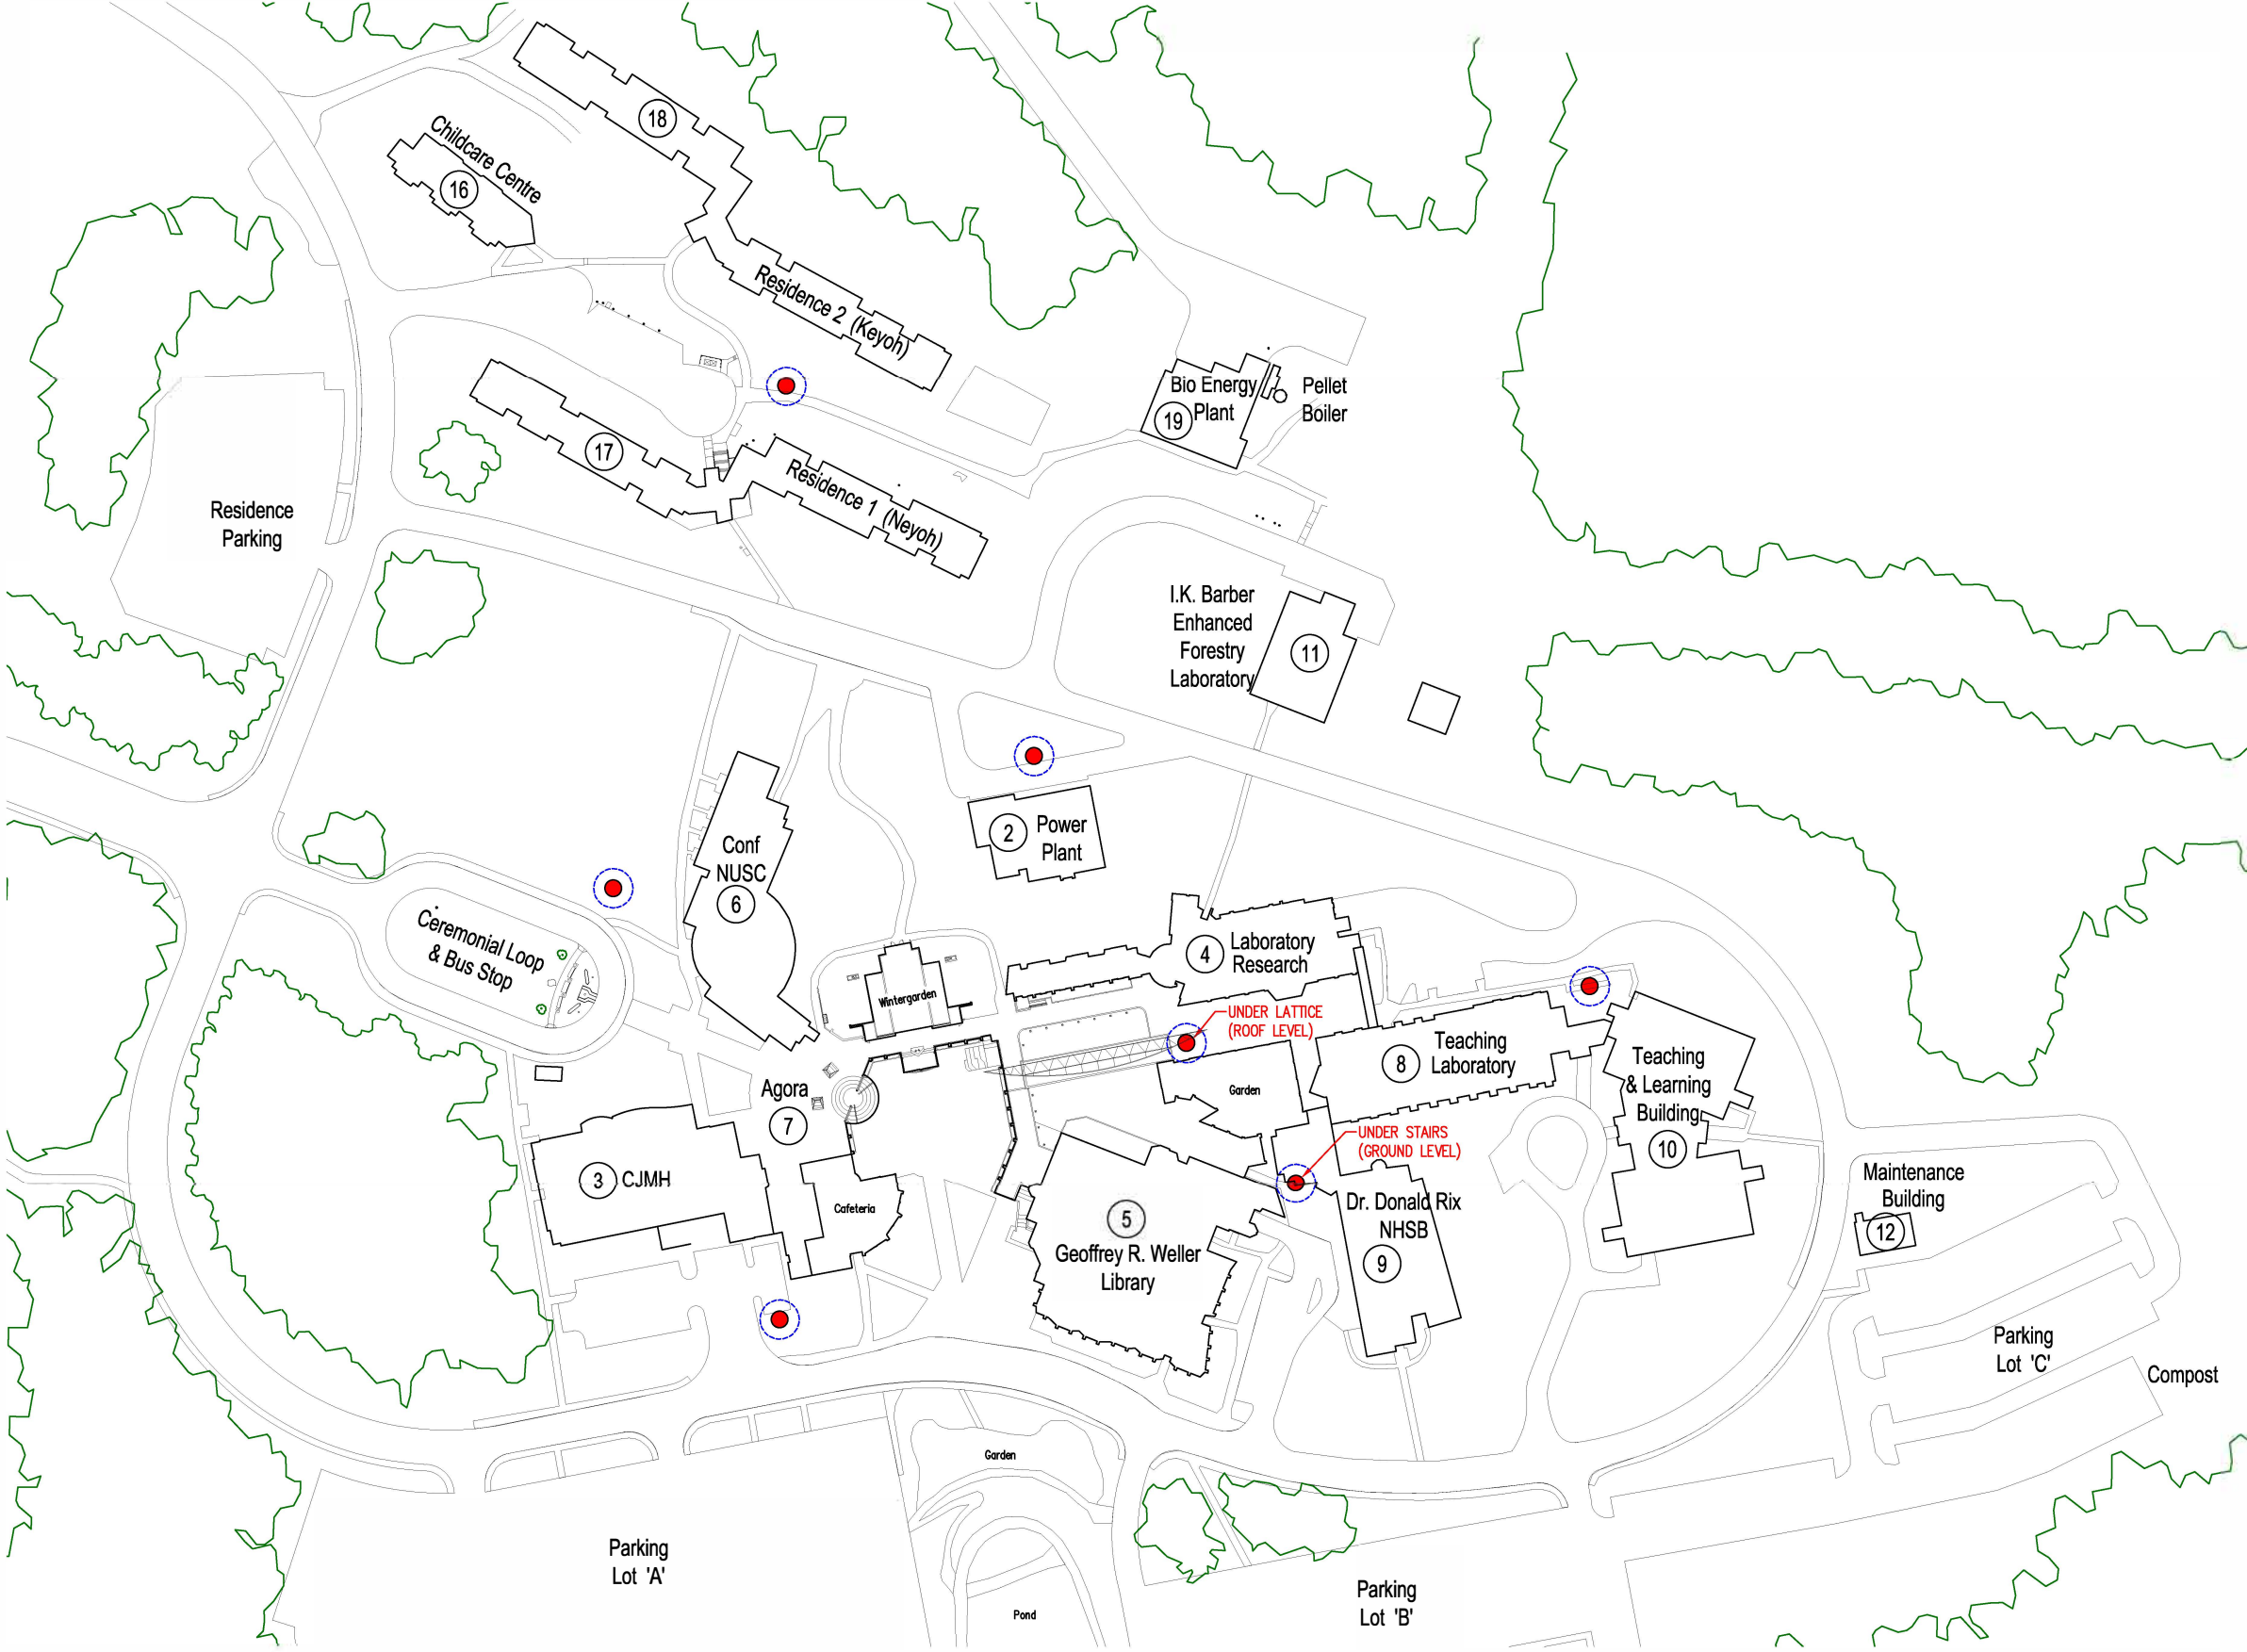 18
Childcare Centre
16
Residence 2 (Keyoh)
Bio Energy
Plant
19
Pellet
Boiler
17
Residence 1 (Neyoh)
Residence
Parking
I.K. Barber
Enhanced
Forestry
Laboratory
11
2
Power
Plant
Conf
NUSC
6
Ceremonial Loop
& Bus Stop
4
Laboratory
Research
Wintergarden
UNDER LATTICE
(ROOF LEVEL)
8
Teaching
Laboratory
Teaching
& Learning
Building
10
Agora
7
Garden
UNDER STAIRS
(GROUND LEVEL)
3
CJMH
Cafeteria
5
Geoffrey R. Weller
Library
Dr. Donald Rix
NHSB
9
Maintenance
Building
12
Parking
Lot 'C'
Compost
Garden
Parking
Lot 'A'
Pond
Parking
Lot 'B'